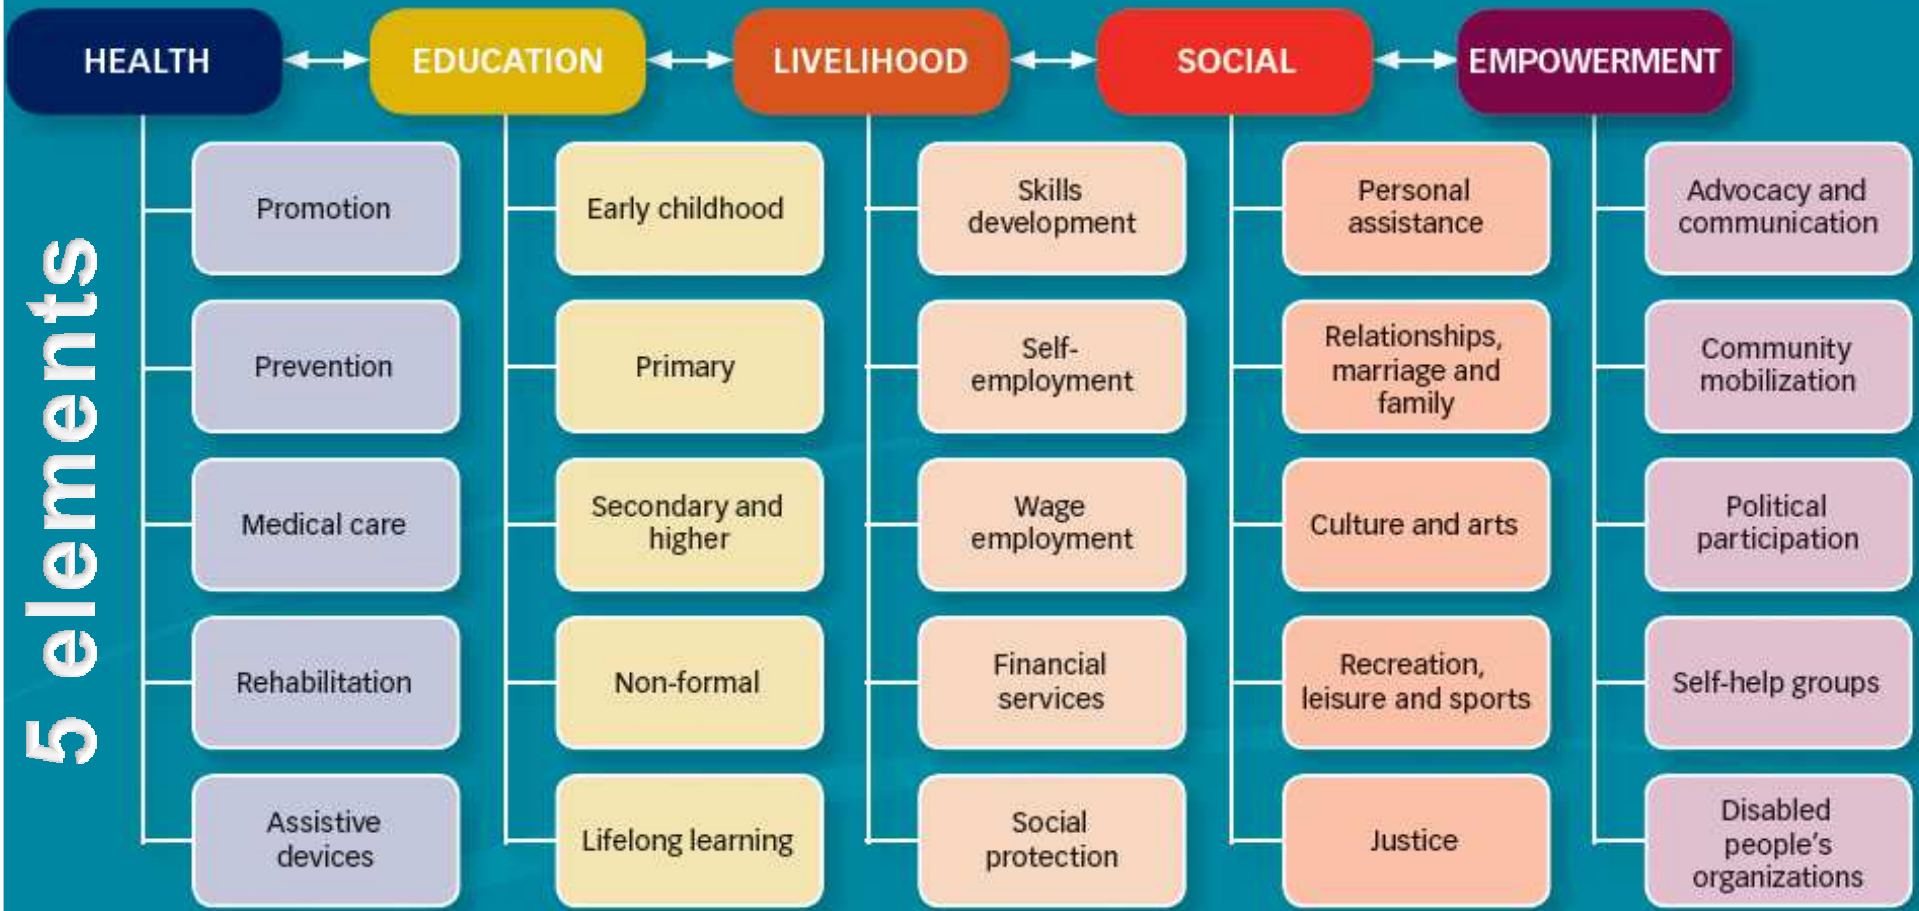 HEALTH
EDUCATION
LIVELIHOOD
SOCIAL
EMPOWERMENT
5 elements
Promotion
Prevention
Medical care
Rehabilitation
Assistive
devices
Early childhood
Primary
Secondary and
higher
Non-formal
Lifelong learning
Skills
development
Self-
employment
Wage
employment
Financial
services
Social
protection
Personal
assistance
Relationships,
marriage and
family
Culture and arts
Recreation,
leisure and sports
Justice
Advocacy and
communication
Community
mobilization
Political
participation
Self-help groups
Disabled
people’s
organizations